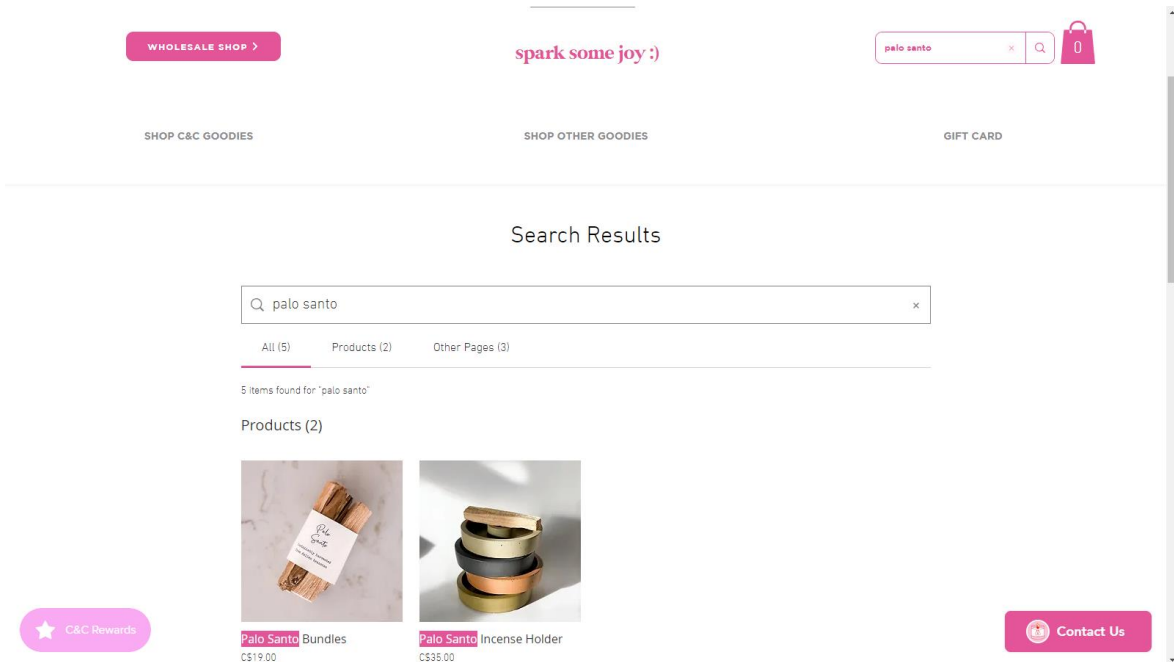 WHOLESALE SHOP >
spark some joy :)
palo santo ×
0
SHOP C&C GOODIES
SHOP OTHER GOODIES
GIFT CARD
Search Results
palo santo ×
All (5) Products (2) Other Pages (3)
5 items found for "palo santo"
Products (2)
Palo
Santo
Palo Santo Bundles
C$19.00
Palo Santo Incense Holder
C$35.00
C&C Rewards
Contact Us